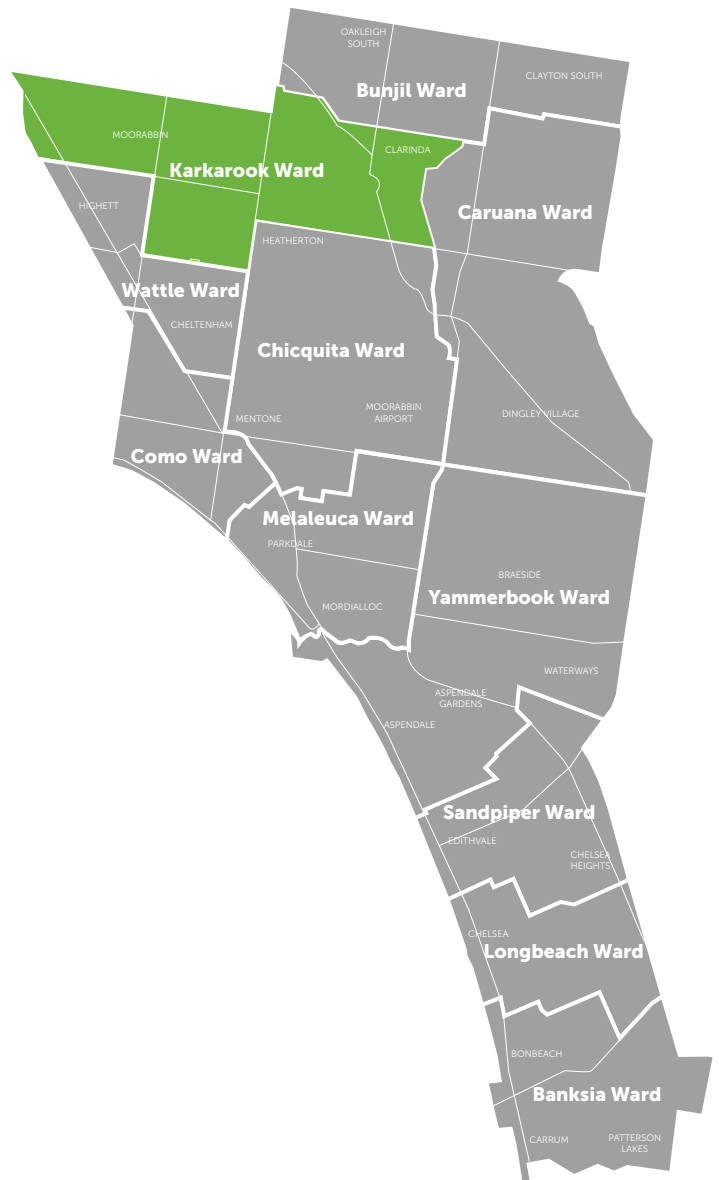 OAKLEIGH
SOUTH
CLAYTON SOUTH
Bunjil Ward
MOORABBIN
CLARINDA
Karkarook Ward
HIGHETT
Caruana Ward
HEATHERTON
Wattle Ward
CHELTENHAM
Chicquita Ward
MENTONE
MOORABBIN
AIRPORT
DINGLEY VILLAGE
Como Ward
Melaleuca Ward
PARKDALE
BRAESIDE
Yammerbook Ward
MORDIALLOC
WATERWAYS
ASPENDALE
GARDENS
ASPENDALE
Sandpiper Ward
EDITHVALE
CHELSEA
HEIGHTS
CHELSEA
Longbeach Ward
BONBEACH
Banksia Ward
CARRUM
PATTERSON
LAKES